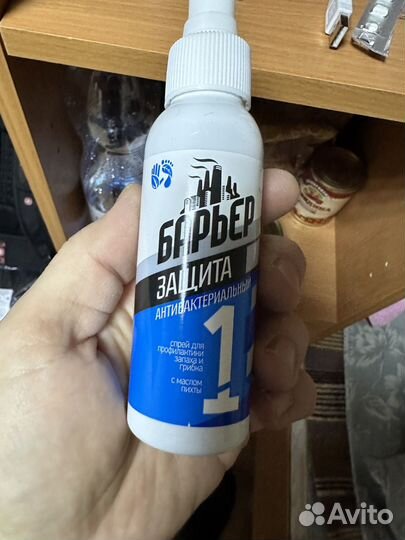 БАРЬЕР
ЗАЩИТА
АНТИБАКТЕРИАЛЬНЫЙ
1
спрей для
профилактики
запаха и
грибка
с маслом
пихты
Avito